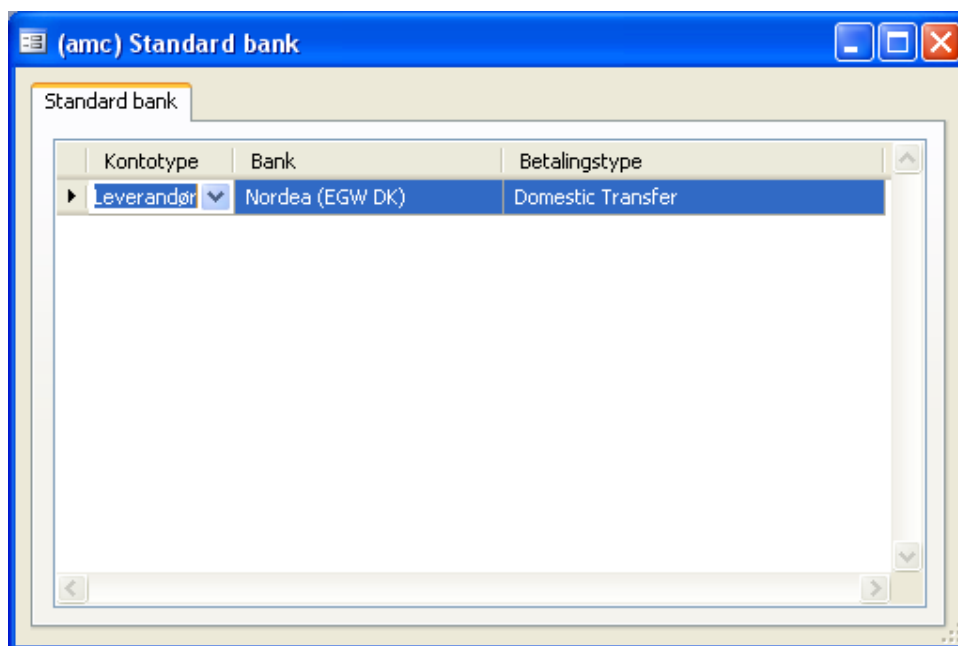 (amc) Standard bank
Standard bank
Kontotype Bank Betalingstype
Leverandør Nordea (EGW DK) Domestic Transfer